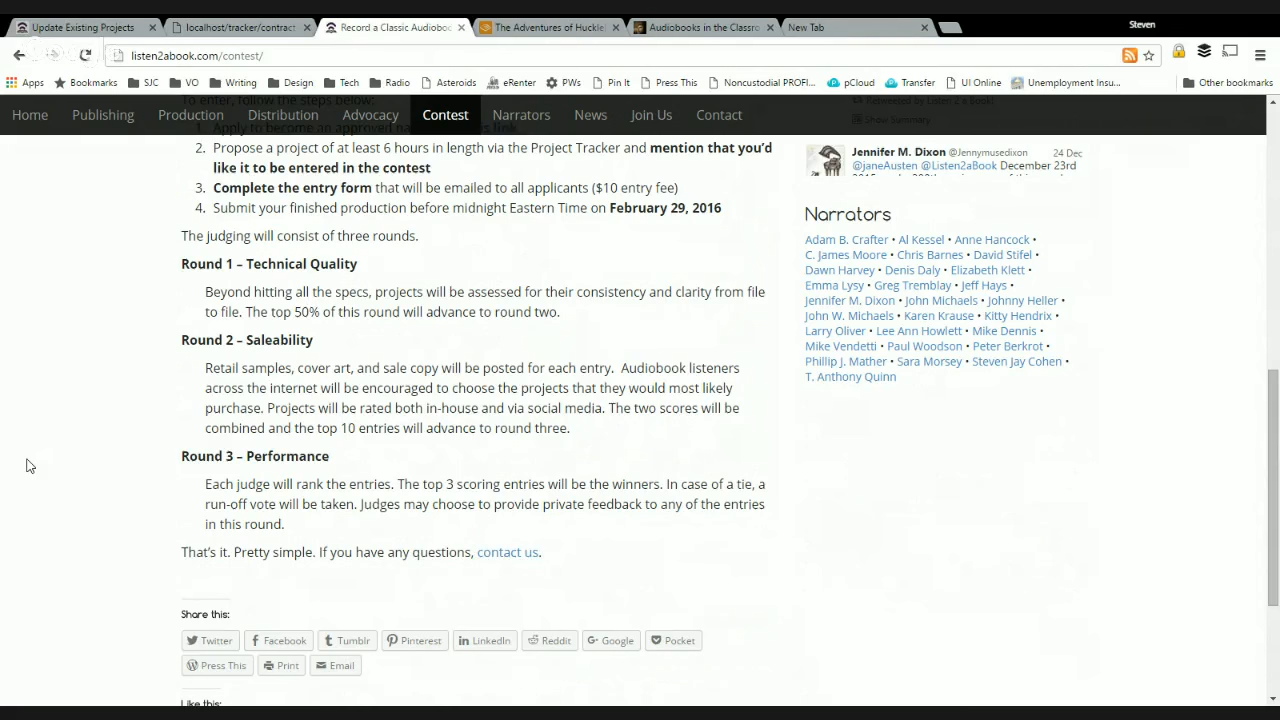 Steven
Update Existing Projects
localhost/tracker/contract
Record a Classic Audioboo
The Adventures of Huckle
Audiobooks in the Classro
New Tab
listen2abook.com/contest/
Apps Bookmarks SJC VO Writing Design Tech Radio Asteroids eRenter PWs Pin It Press This Noncustodial PROFI... pCloud Transfer UI Online Unemployment Insu... Other bookmarks
To enter, follow the steps below:
Home Publishing Production Distribution Advocacy Contest Narrators News Join Us Contact
2. Propose a project of at least 6 hours in length via the Project Tracker and mention that you'd
like it to be entered in the contest
3. Complete the entry form that will be emailed to all applicants ($10 entry fee)
4. Submit your finished production before midnight Eastern Time on February 29, 2016
The judging will consist of three rounds.
Round 1 – Technical Quality
Beyond hitting all the specs, projects will be assessed for their consistency and clarity from file
to file. The top 50% of this round will advance to round two.
Round 2 – Saleability
Retail samples, cover art, and sale copy will be posted for each entry. Audiobook listeners
across the internet will be encouraged to choose the projects that they would most likely
purchase. Projects will be rated both in-house and via social media. The two scores will be
combined and the top 10 entries will advance to round three.
Round 3 – Performance
Each judge will rank the entries. The top 3 scoring entries will be the winners. In case of a tie, a
run-off vote will be taken. Judges may choose to provide private feedback to any of the entries
in this round.
That's it. Pretty simple. If you have any questions, contact us.
Share this:
Twitter Facebook Tumblr Pinterest LinkedIn Reddit Google Pocket
Press This Print Email
Like this:
Retweeted by Listen 2 a Book!
Show Summary
Jennifer M. Dixon @Jennymusedixon 24 Dec
@janeAusten @Listen2aBook December 23rd
Narrators
Adam B. Crafter • Al Kessel • Anne Hancock •
C. James Moore • Chris Barnes • David Stifel •
Dawn Harvey • Denis Daly • Elizabeth Klett •
Emma Lysy • Greg Tremblay • Jeff Hays •
Jennifer M. Dixon • John Michaels • Johnny Heller •
John W. Michaels • Karen Krause • Kitty Hendrix •
Larry Oliver • Lee Ann Howlett • Mike Dennis •
Mike Vendetti • Paul Woodson • Peter Berkrot •
Phillip J. Mather • Sara Morsey • Steven Jay Cohen •
T. Anthony Quinn